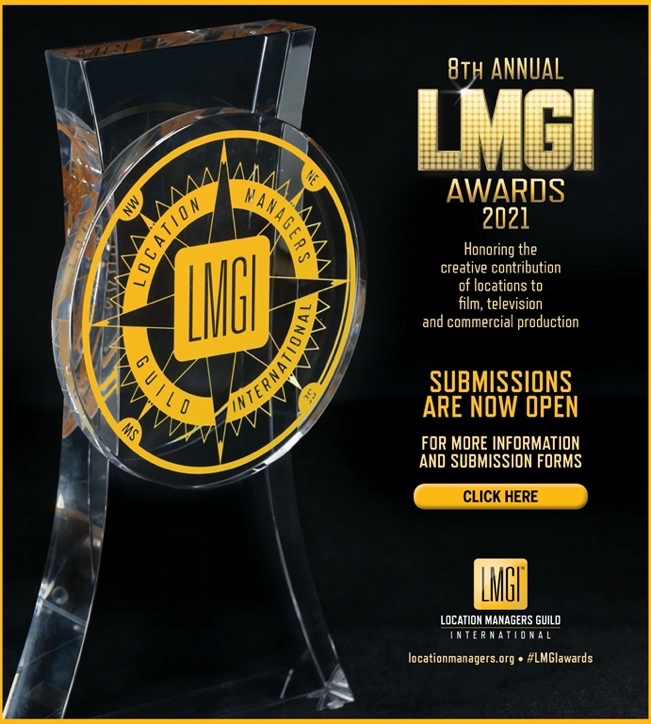 LOCATION MANAGERS
GUILD INTERNATIONAL
LMGI
NW
NE
SW
SE
8TH ANNUAL
LMGI
AWARDS
2021
Honoring the
creative contribution
of locations to
film, television
and commercial production
SUBMISSIONS
ARE NOW OPEN
FOR MORE INFORMATION
AND SUBMISSION FORMS
CLICK HERE
LMGI™
LOCATION MANAGERS GUILD
INTERNATIONAL
locationmanagers.org • #LMGIawards